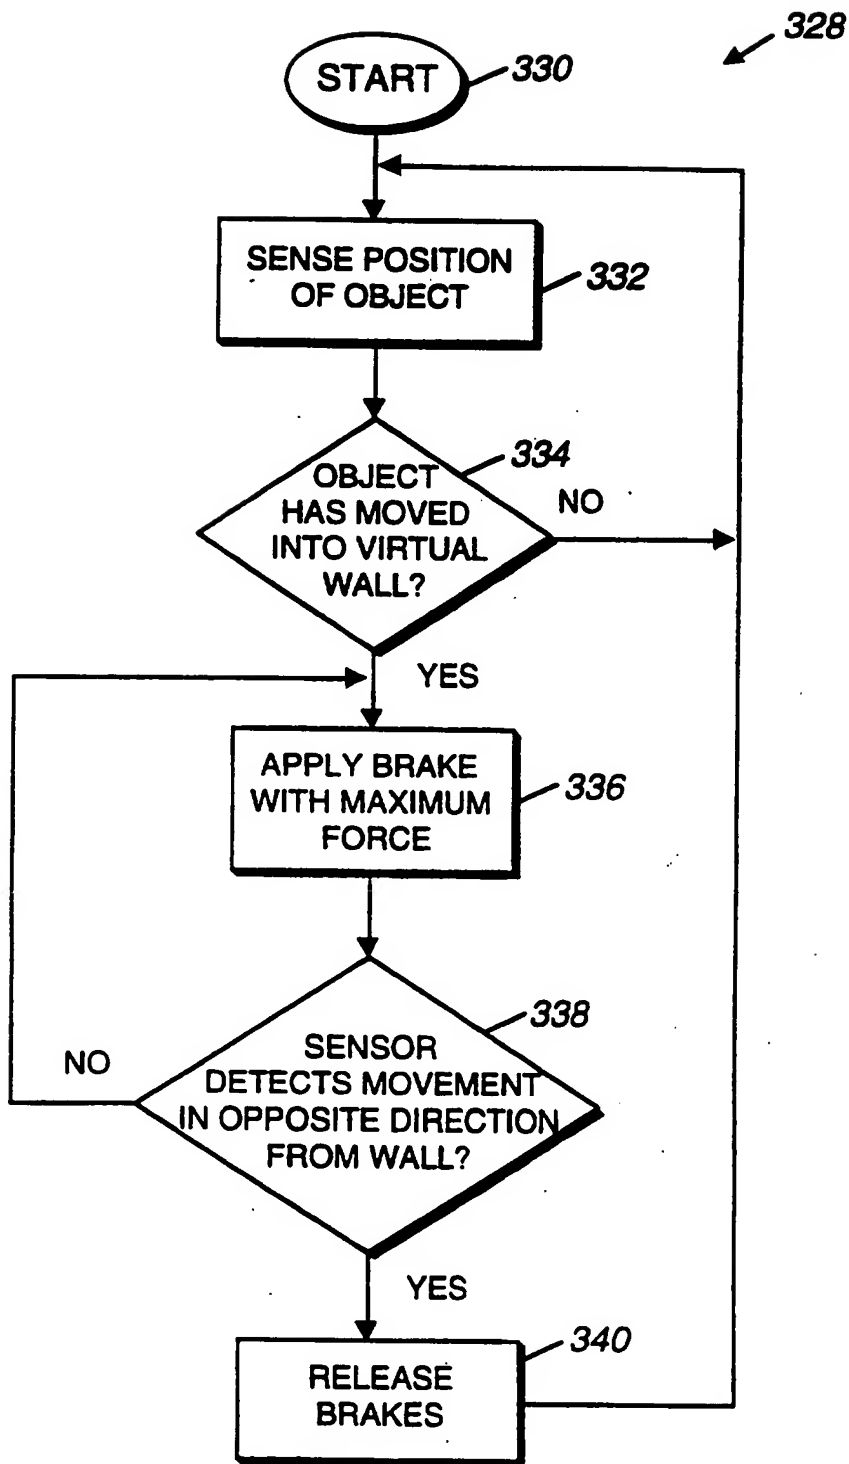 328
START
330
SENSE POSITION
OF OBJECT
332
334
OBJECT
HAS MOVED
INTO VIRTUAL
WALL?
NO
YES
APPLY BRAKE
WITH MAXIMUM
FORCE
336
338
SENSOR
DETECTS MOVEMENT
IN OPPOSITE DIRECTION
FROM WALL?
NO
YES
RELEASE
BRAKES
340